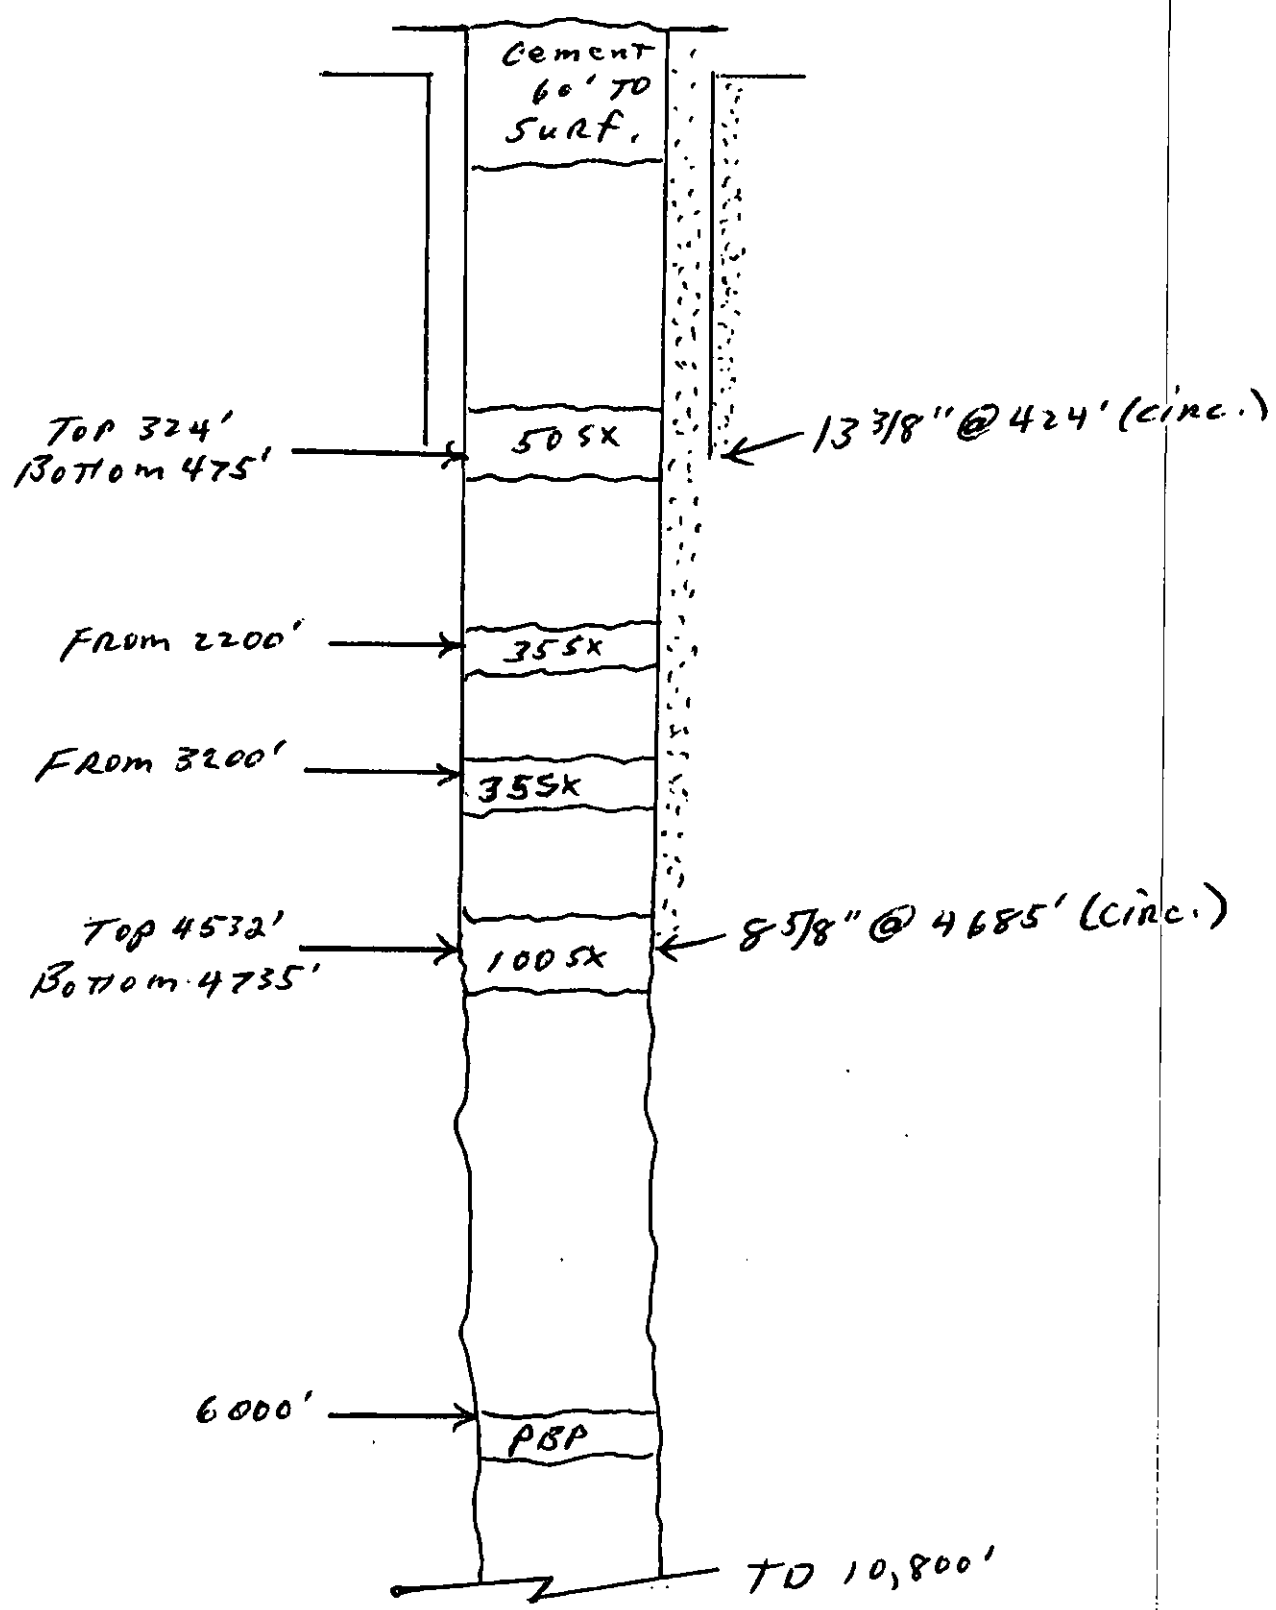 Cement
60' TO
SURF.
Top 324'
Bottom 475'
50 SX
13 3/8" @ 424' (circ.)
From 2200'
35 SX
From 3200'
35 SX
Top 4532'
Bottom 4735'
100 SX
8 5/8" @ 4685' (circ.)
6000'
PBP
TD 10,800'